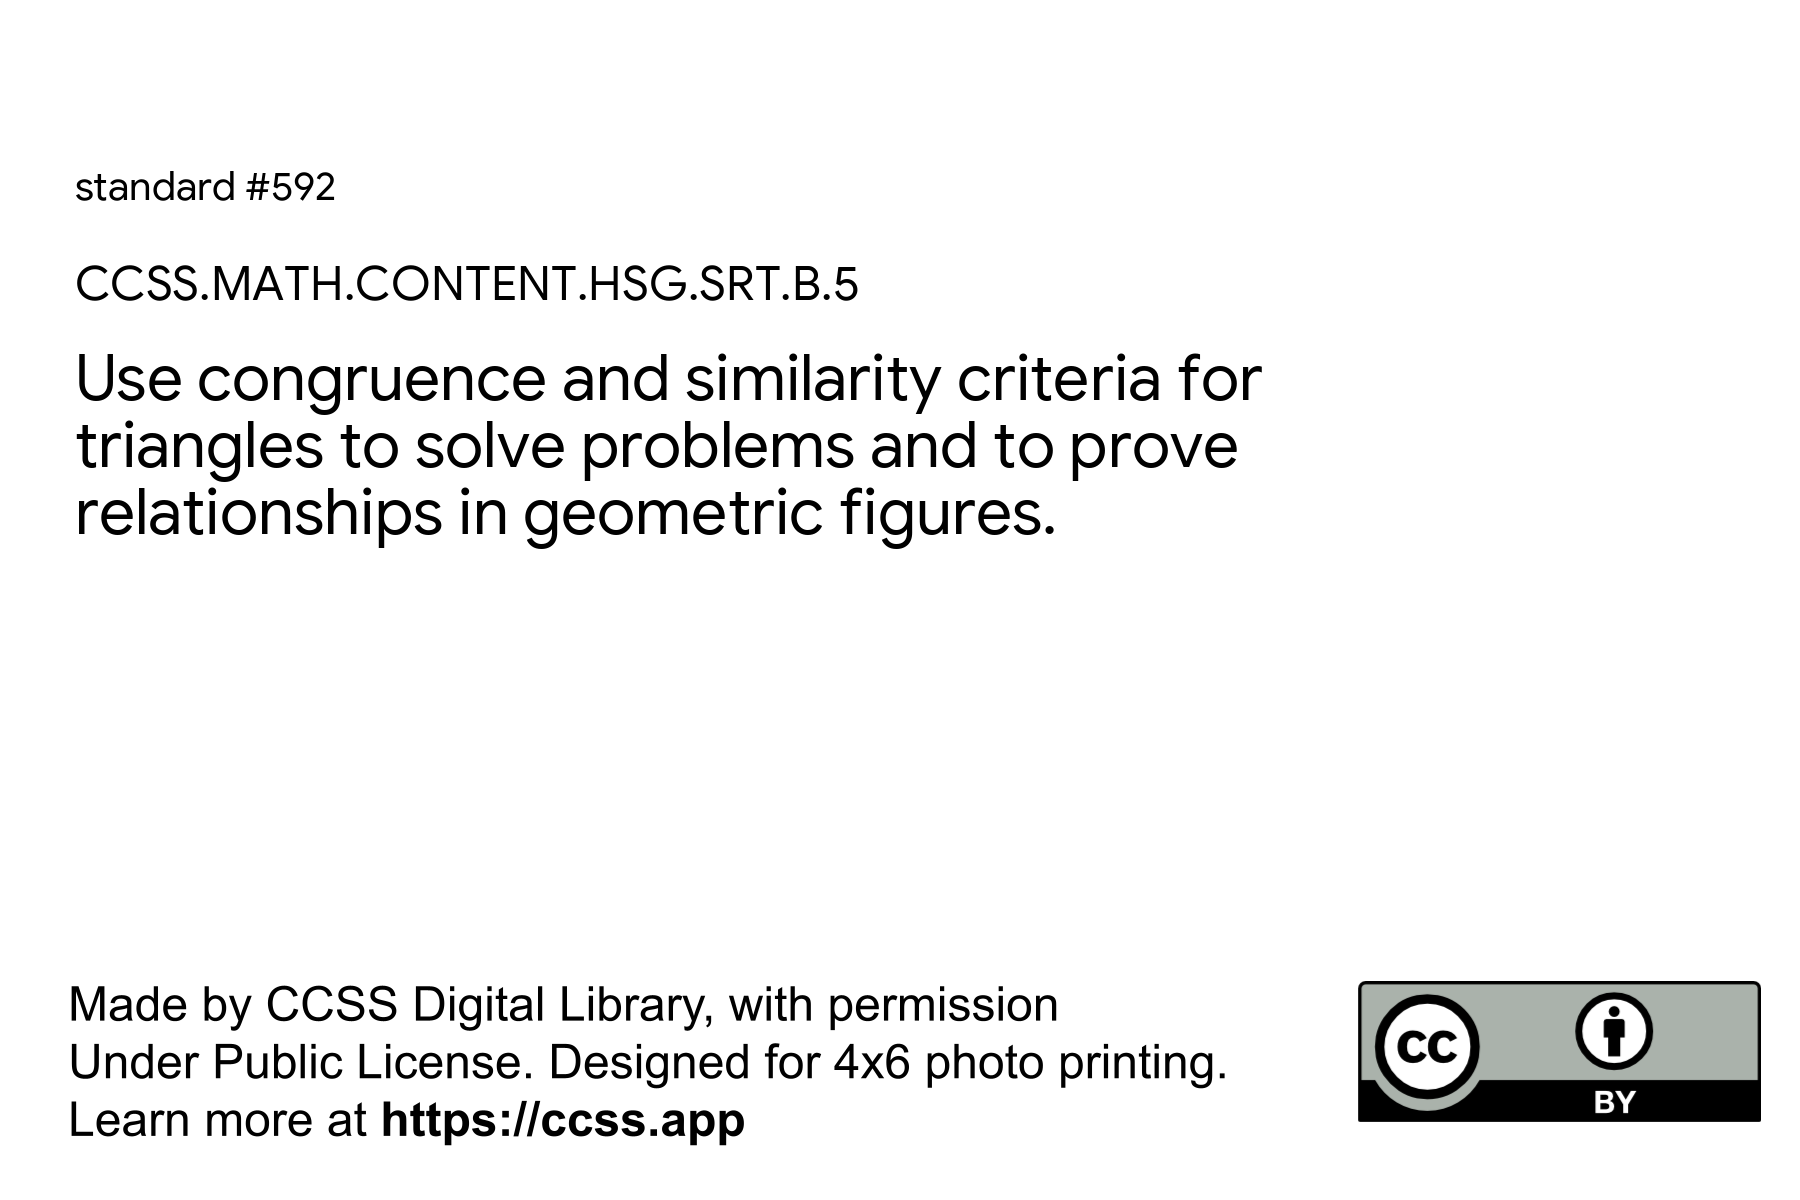 standard #592
CCSS.MATH.CONTENT.HSG.SRT.B.5
Use congruence and similarity criteria for
triangles to solve problems and to prove
relationships in geometric figures.
Made by CCSS Digital Library, with permission
Under Public License. Designed for 4x6 photo printing.
Learn more at https://ccss.app
CC
BY